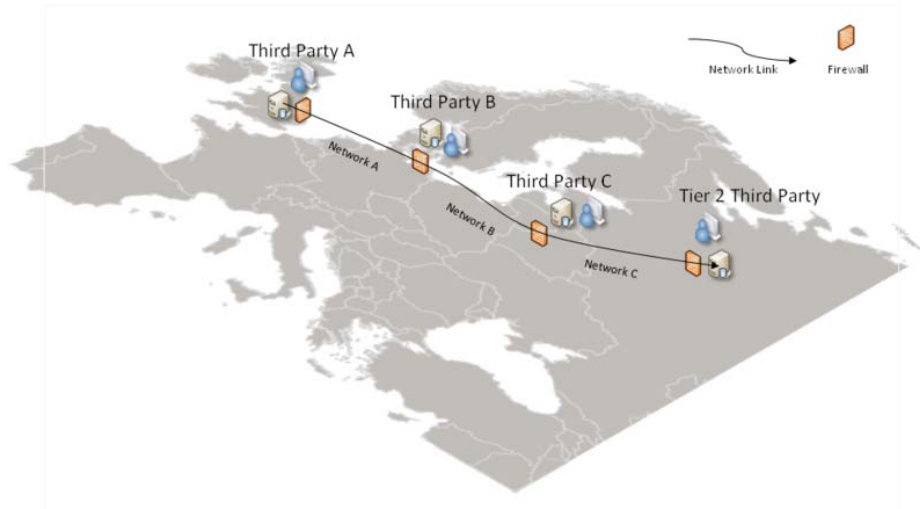 Third Party A
Network Link
Firewall
Third Party B
Network A
Third Party C
Tier 2 Third Party
Network B
Network C